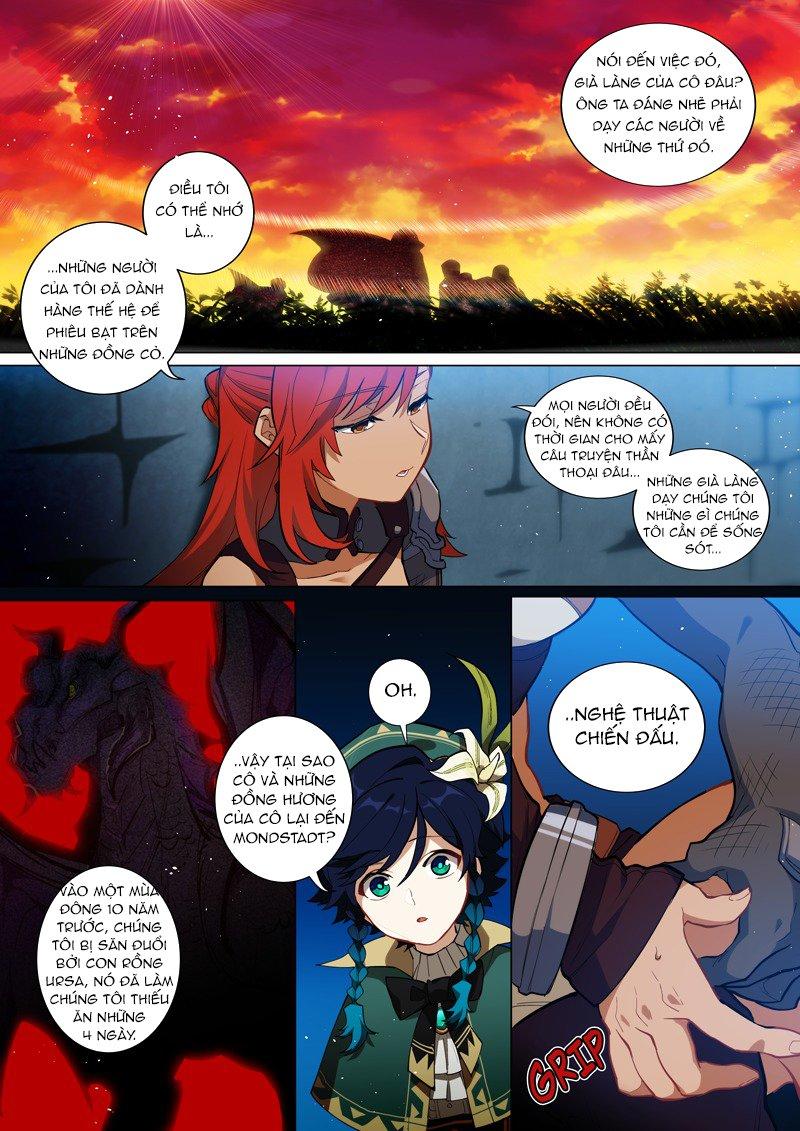 NÓI ĐẾN VIỆC ĐÓ,
GIÀ LÀNG CỦA CÔ ĐÂU?
ÔNG TA ĐÁNG NHẼ PHẢI
DẠY CÁC NGƯỜI VỀ
NHỮNG THỨ ĐÓ.
ĐIỀU TÔI
CÓ THỂ NHỚ
LÀ...
...NHỮNG NGƯỜI
CỦA TÔI ĐÃ DÀNH
HÀNG THẾ HỆ ĐỂ
PHIÊU BẠT TRÊN
NHỮNG ĐỒNG CỎ.
MỌI NGƯỜI ĐỀU
ĐÓI, NÊN KHÔNG CÓ
THỜI GIAN CHO MẤY
CÂU TRUYỆN THẦN
THOẠI ĐÂU...
NHỮNG GIÀ LÀNG
DẠY CHÚNG TÔI
NHỮNG GÌ CHÚNG
TÔI CẦN ĐỂ SỐNG
SÓT...
..NGHỆ THUẬT
CHIẾN ĐẤU.
GRIP
OH.
..VẬY TẠI SAO
CÔ VÀ NHỮNG
ĐỒNG HƯƠNG
CỦA CÔ LẠI ĐẾN
MONDSTADT?
VÀO MỘT MÙA
ĐÔNG 10 NĂM
TRƯỚC, CHÚNG
TÔI BỊ SĂN ĐUỔI
BỞI CON RỒNG
URSA, NÓ ĐÃ LÀM
CHÚNG TÔI THIẾU
ĂN NHỮNG
4 NGÀY.